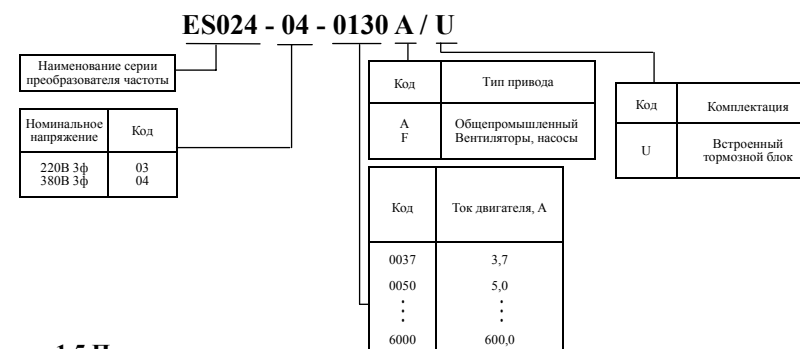 ES024 - 04 - 0130 A / U
Наименование серии
преобразователя частоты
Номинальное
напряжение
Код
220В 3ф 03
380В 3ф 04
Код Тип привода
А Общепромышленный
F Вентиляторы, насосы
Код Ток двигателя, А
0037 3,7
0050 5,0
6000 600,0
Код Комплектация
U Встроенный
тормозной блок